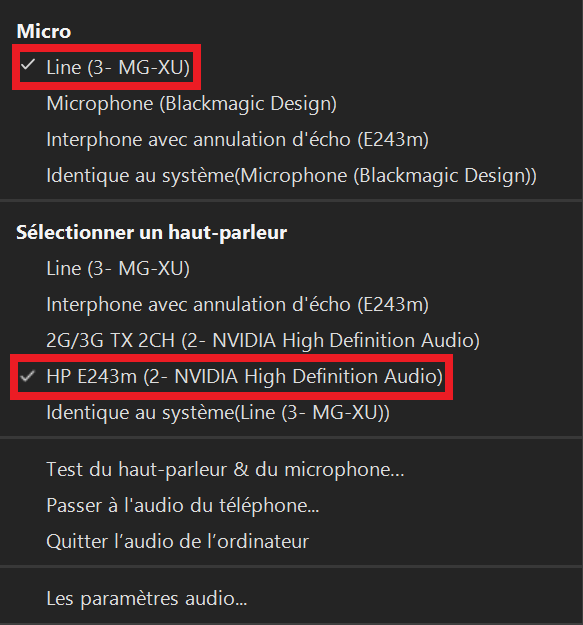 Micro
Line (3- MG-XU)
Microphone (Blackmagic Design)
Interphone avec annulation d'écho (E243m)
Identique au système(Microphone (Blackmagic Design))
Sélectionner un haut-parleur
Line (3- MG-XU)
Interphone avec annulation d'écho (E243m)
2G/3G TX 2CH (2- NVIDIA High Definition Audio)
HP E243m (2- NVIDIA High Definition Audio)
Identique au système(Line (3- MG-XU))
Test du haut-parleur & du microphone...
Passer à l'audio du téléphone...
Quitter l’audio de l’ordinateur
Les paramètres audio...